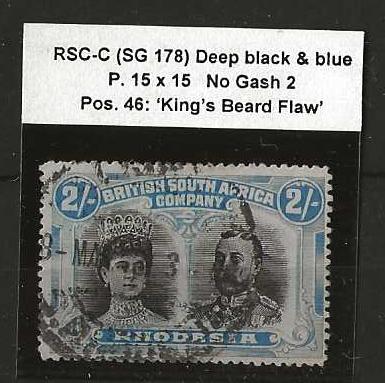 RSC-C (SG 178) Deep black & blue
P. 15 x 15 No Gash 2
Pos. 46: ‘King’s Beard Flaw’
2/- BRITISH SOUTH AFRICA 2/-
COMPANY
RHODESIA